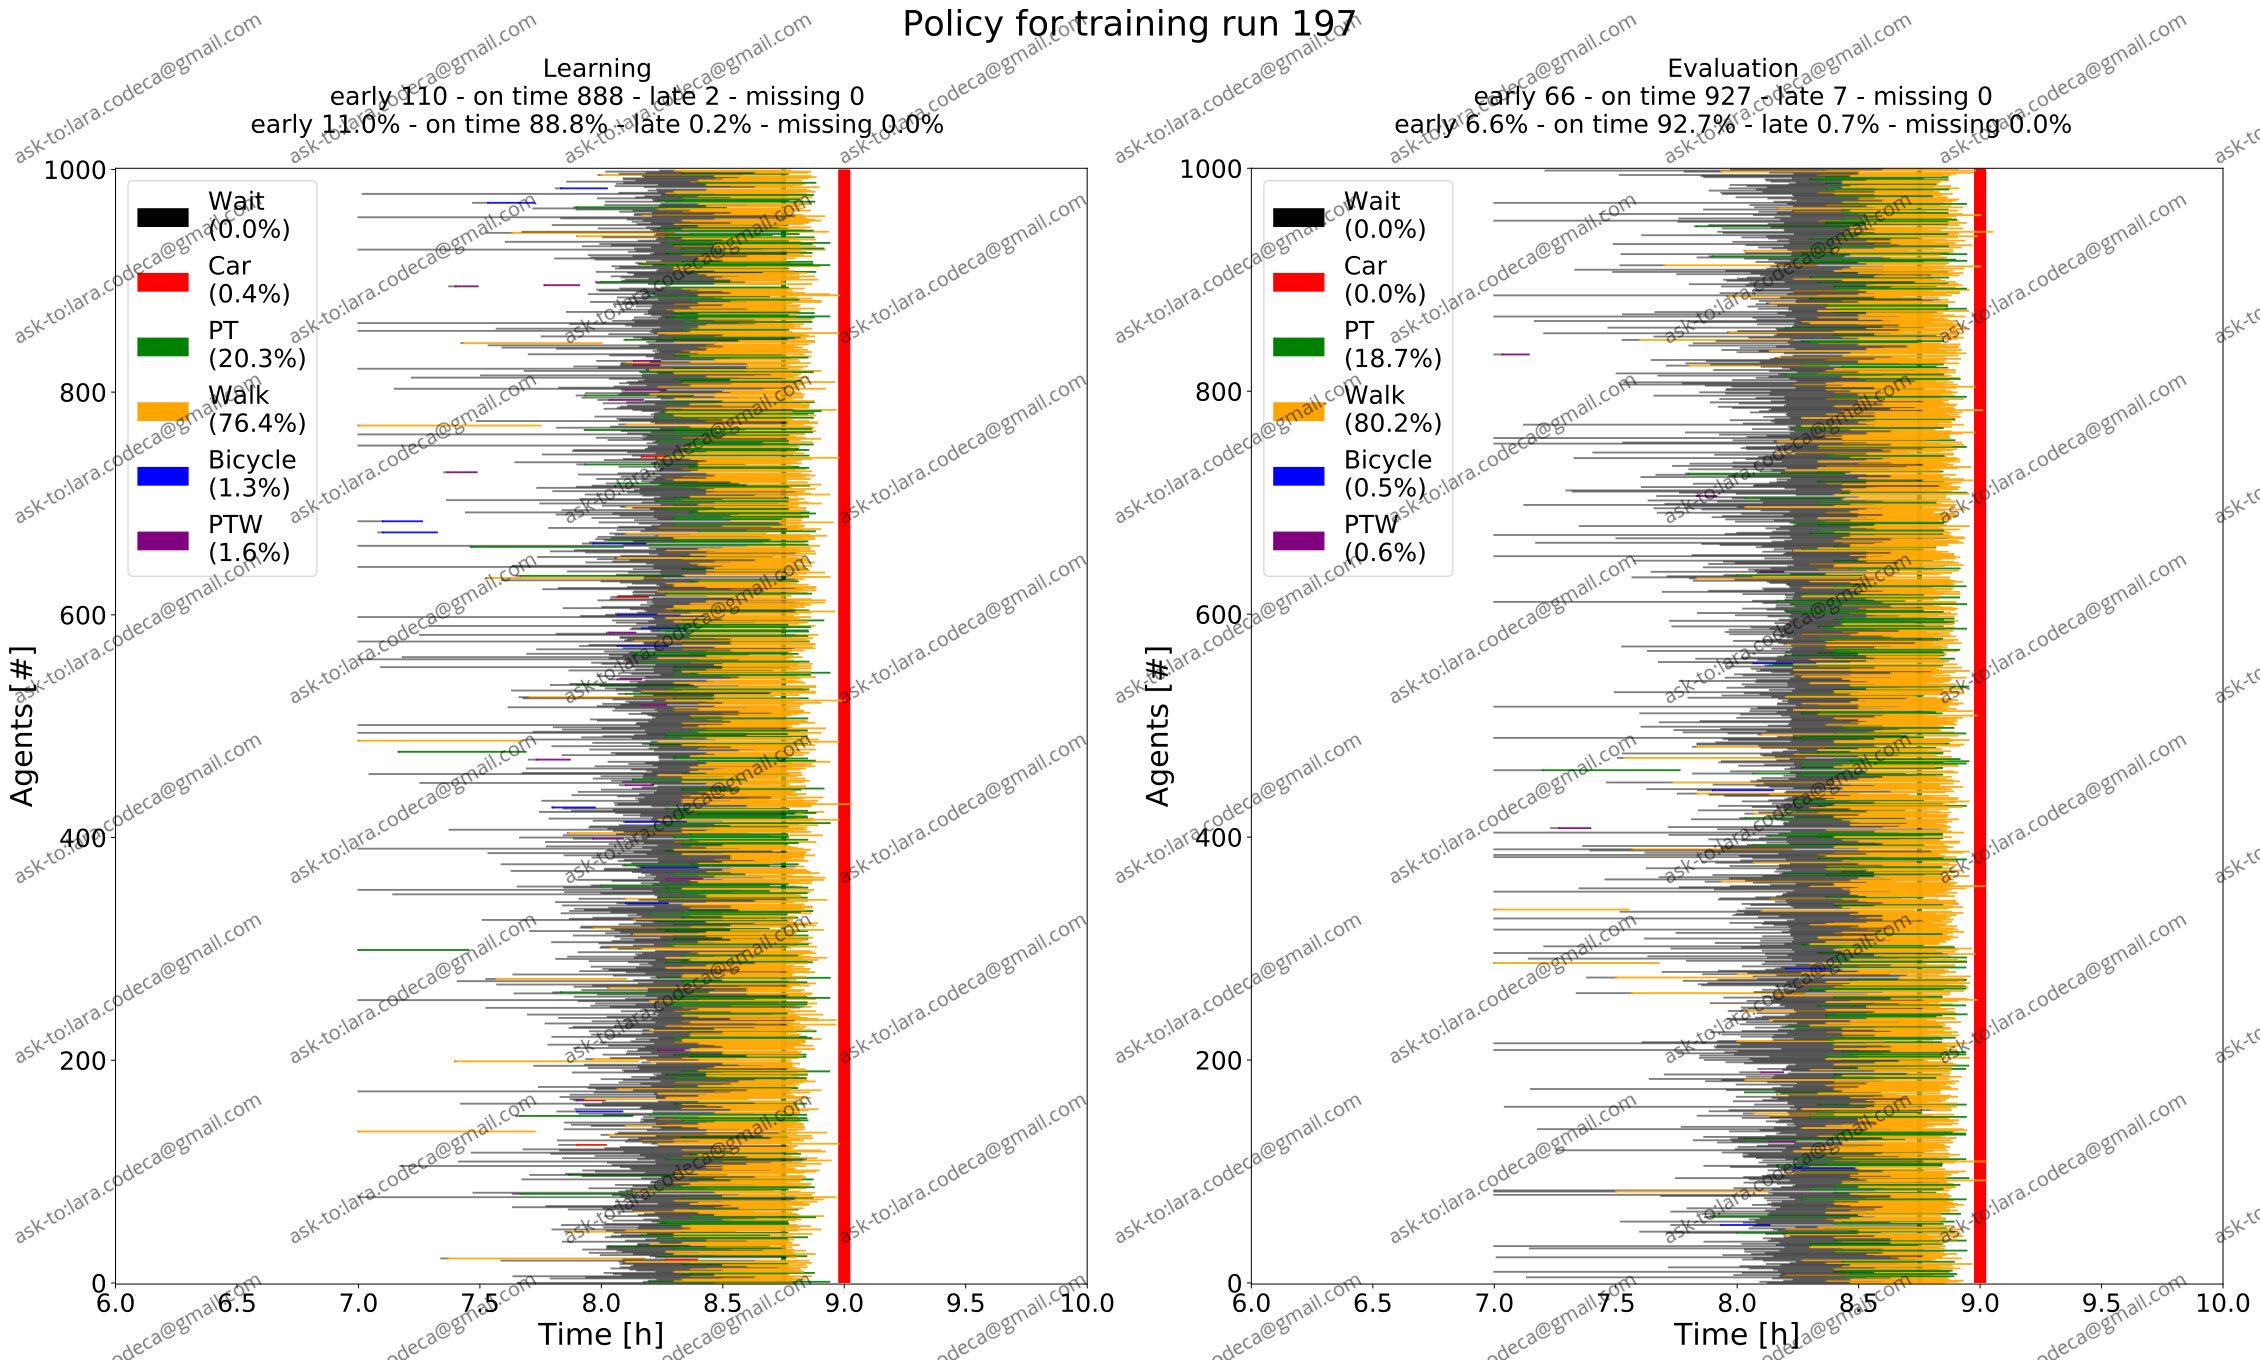 Policy for training run 197
Learning
early 110 - on time 888 - late 2 - missing 0
early 11.0% - on time 88.8% - late 0.2% - missing 0.0%
1000
800
600
400
200
0
Agents [#]
Wait
(0.0%)
Car
(0.4%)
PT
(20.3%)
Walk
(76.4%)
Bicycle
(1.3%)
PTW
(1.6%)
6.0 6.5 7.0 7.5 8.0 8.5 9.0 9.5 10.0
Time [h]
Evaluation
early 66 - on time 927 - late 7 - missing 0
early 6.6% - on time 92.7% - late 0.7% - missing 0.0%
1000
800
600
400
200
0
Agents [#]
Wait
(0.0%)
Car
(0.0%)
PT
(18.7%)
Walk
(80.2%)
Bicycle
(0.5%)
PTW
(0.6%)
6.0 6.5 7.0 7.5 8.0 8.5 9.0 9.5 10.0
Time [h]
ask-to:lara.codeca@gmail.com